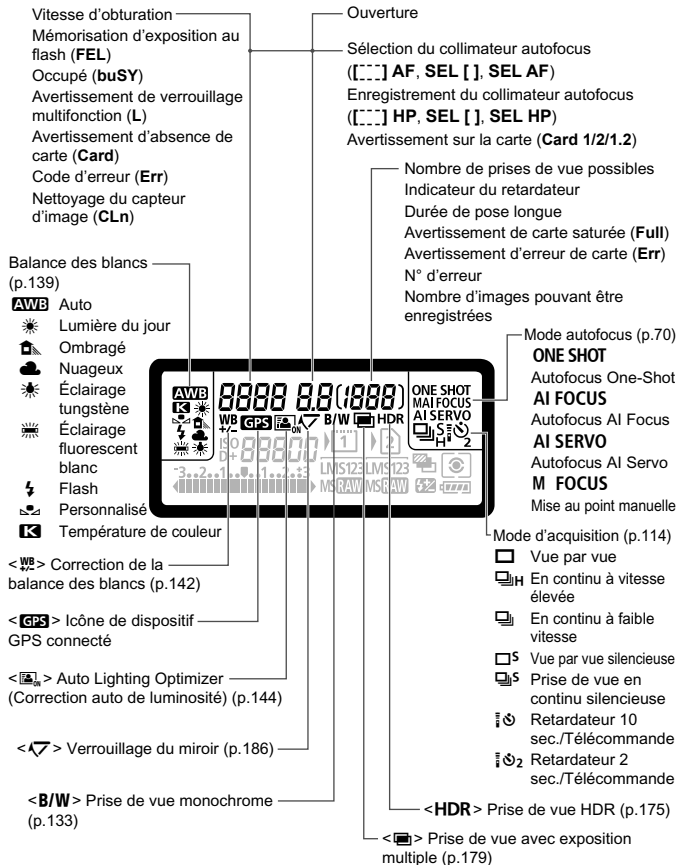 Vitesse d'obturation
Mémorisation d'exposition au
flash (FEL)
Occupé (buSY)
Avertissement de verrouillage
multifonction (L)
Avertissement d'absence de
carte (Card)
Code d'erreur (Err)
Nettoyage du capteur
d'image (CLn)
Ouverture
Sélection du collimateur autofocus
([---] AF, SEL [ ], SEL AF)
Enregistrement du collimateur autofocus
([---] HP, SEL [ ], SEL HP)
Avertissement sur la carte (Card 1/2/1.2)
Nombre de prises de vue possibles
Indicateur du retardateur
Durée de pose longue
Avertissement de carte saturée (Full)
Avertissement d'erreur de carte (Err)
N° d'erreur
Nombre d'images pouvant être
enregistrées
Balance des blancs
(p.139)
AWB Auto
Lumière du jour
Ombragé
Nuageux
Éclairage
tungstène
Éclairage
fluorescent
blanc
Flash
Personnalisé
K Température de couleur
AWB
K
8888 8.8(1888)
WB +/- GPS ON B/W HDR
ONE SHOT
MAI FOCUS
AI SERVO
S
H 2
ISO
D+ 88800 1 2
-3..2..1..0..1..2..+3
LMS123 LMS123
MS RAW MS RAW
Mode autofocus (p.70)
ONE SHOT
Autofocus One-Shot
AI FOCUS
Autofocus AI Focus
AI SERVO
Autofocus AI Servo
M FOCUS
Mise au point manuelle
Mode d'acquisition (p.114)
Vue par vue
H En continu à vitesse
élevée
En continu à faible
vitesse
S Vue par vue silencieuse
S Prise de vue en
continu silencieuse
Retardateur 10
sec./Télécommande
2 Retardateur 2
sec./Télécommande
<WB +/-> Correction de la
balance des blancs (p.142)
<GPS> Icône de dispositif
GPS connecté
<ON> Auto Lighting Optimizer
(Correction auto de luminosité) (p.144)
< > Verrouillage du miroir (p.186)
<B/W> Prise de vue monochrome
(p.133)
<HDR> Prise de vue HDR (p.175)
< > Prise de vue avec exposition
multiple (p.179)